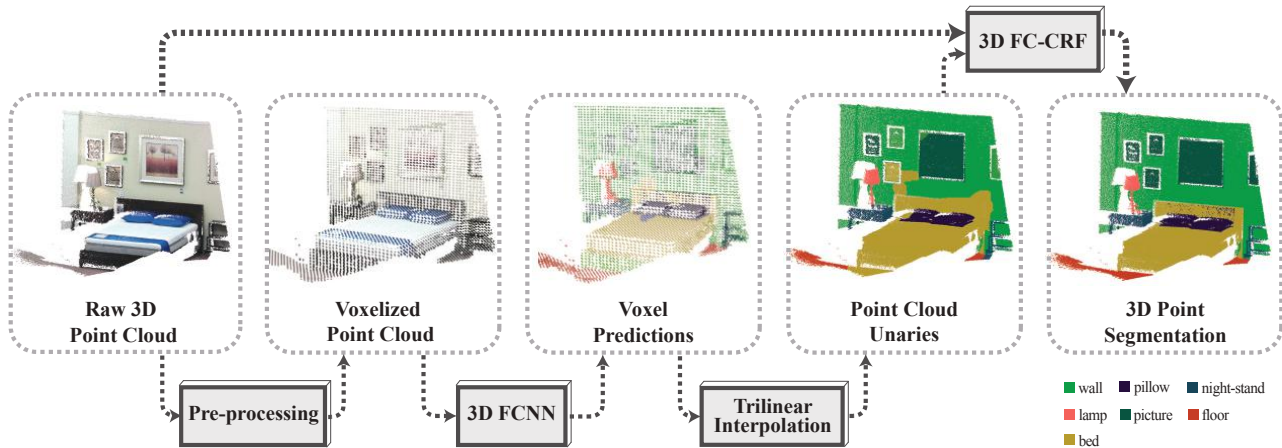 3D FC-CRF
Raw 3D
Point Cloud
Voxelized
Point Cloud
Voxel
Predictions
Point Cloud
Unaries
3D Point
Segmentation
Pre-processing
3D FCNN
Trilinear
Interpolation
wall pillow night-stand
lamp picture floor
bed